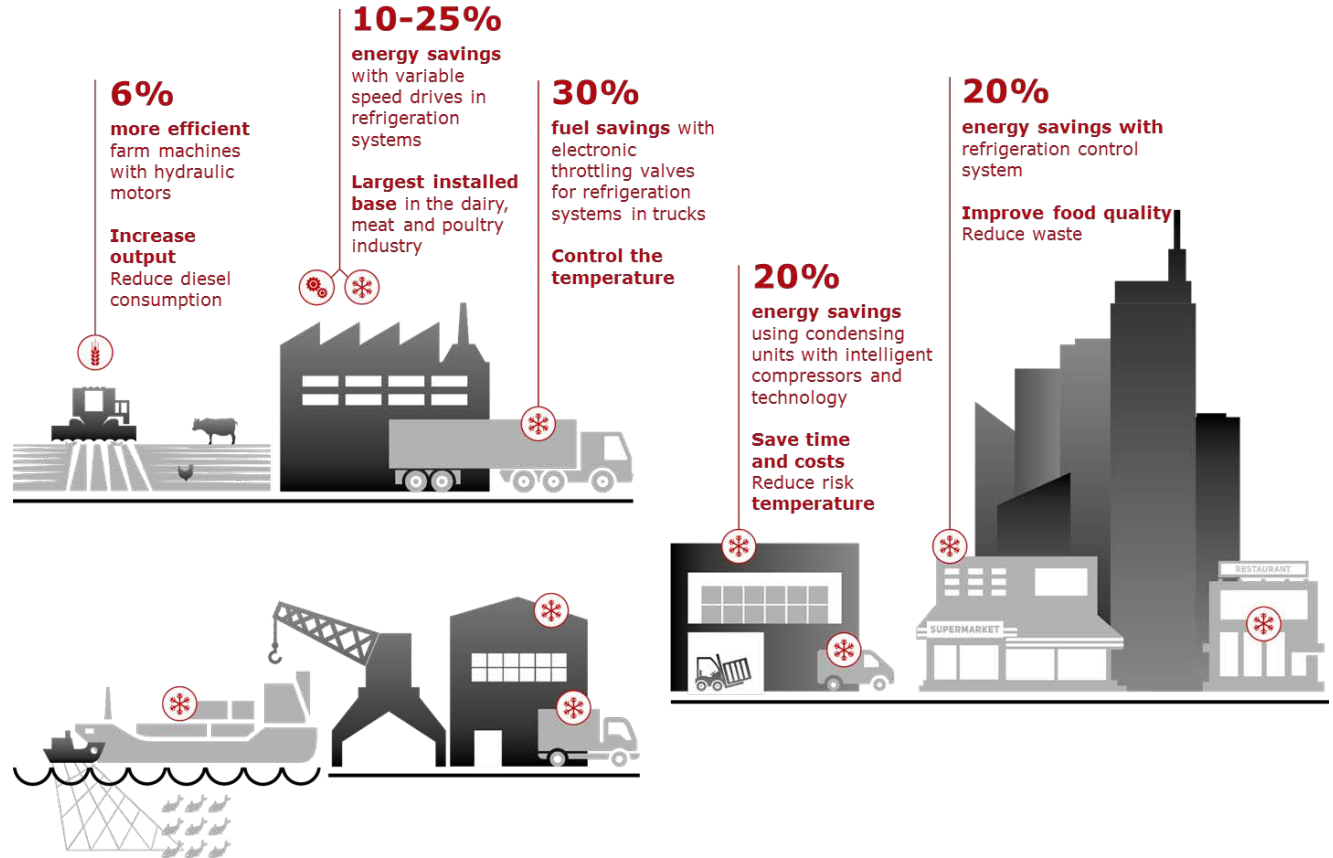 6%
more efficient
farm machines
with hydraulic
motors
Increase
output
Reduce diesel
consumption
10-25%
energy savings
with variable
speed drives in
refrigeration
systems
Largest installed
base in the dairy,
meat and poultry
industry
30%
fuel savings with
electronic
throttling valves
for refrigeration
systems in trucks
Control the
temperature
20%
energy savings
using condensing
units with intelligent
compressors and
technology
Save time
and costs
Reduce risk
temperature
20%
energy savings with
refrigeration control
system
Improve food quality
Reduce waste
SUPERMARKET
RESTAURANT